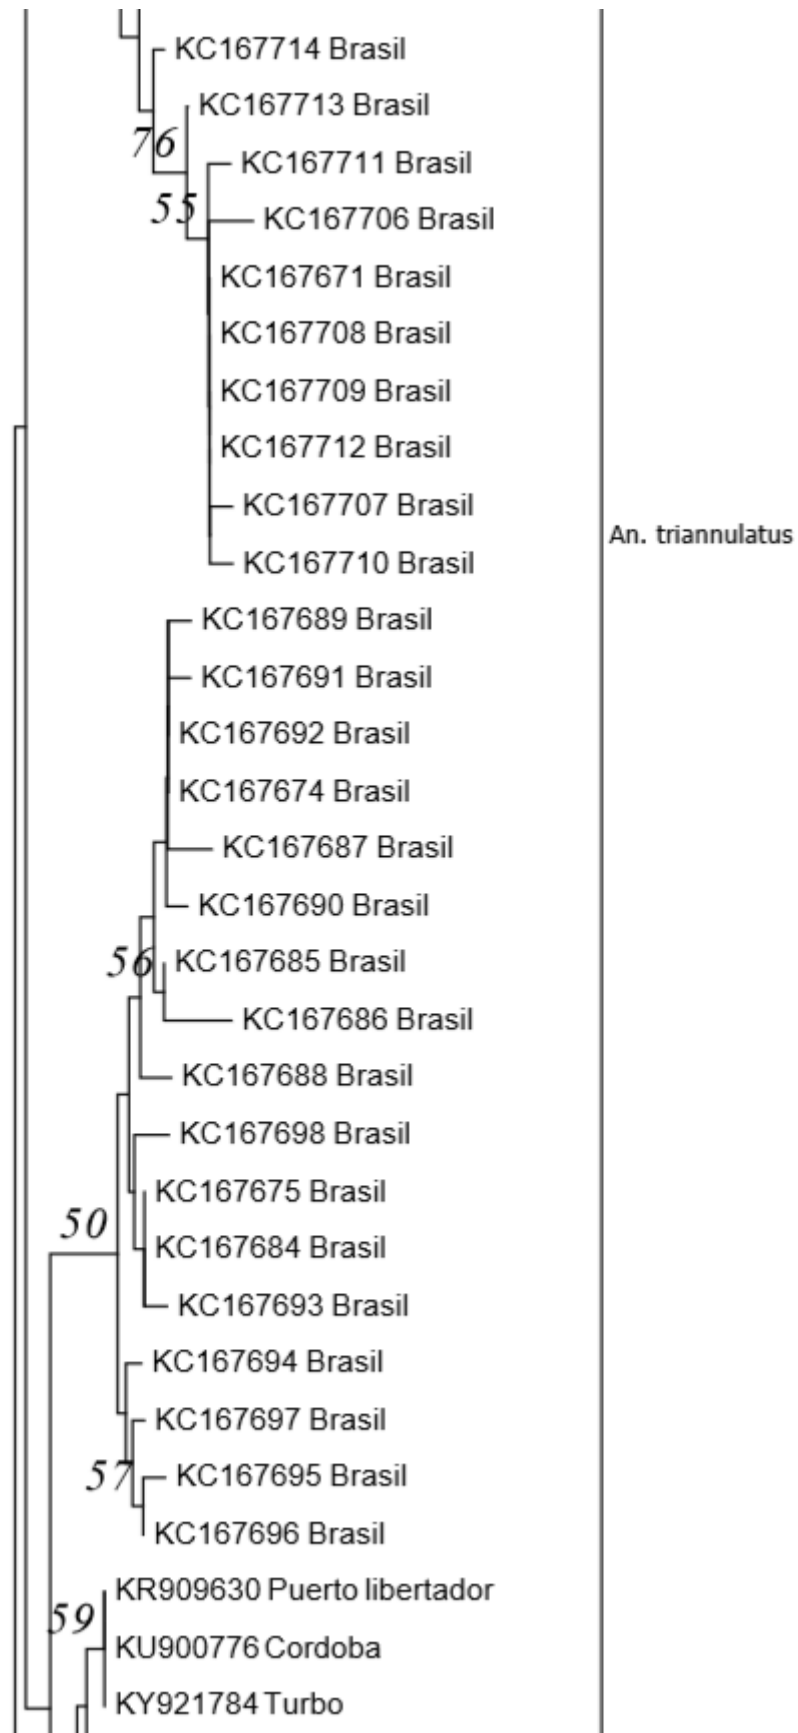 KC167714 Brasil
KC167713 Brasil
76
KC167711 Brasil
55
KC167706 Brasil
KC167671 Brasil
KC167708 Brasil
KC167709 Brasil
KC167712 Brasil
KC167707 Brasil
An. triannulatus
KC167710 Brasil
KC167689 Brasil
KC167691 Brasil
KC167692 Brasil
KC167674 Brasil
KC167687 Brasil
KC167690 Brasil
56
KC167685 Brasil
KC167686 Brasil
KC167688 Brasil
KC167698 Brasil
KC167675 Brasil
50
KC167684 Brasil
KC167693 Brasil
KC167694 Brasil
KC167697 Brasil
57
KC167695 Brasil
KC167696 Brasil
KR909630 Puerto libertador
59
KU900776 Cordoba
KY921784 Turbo